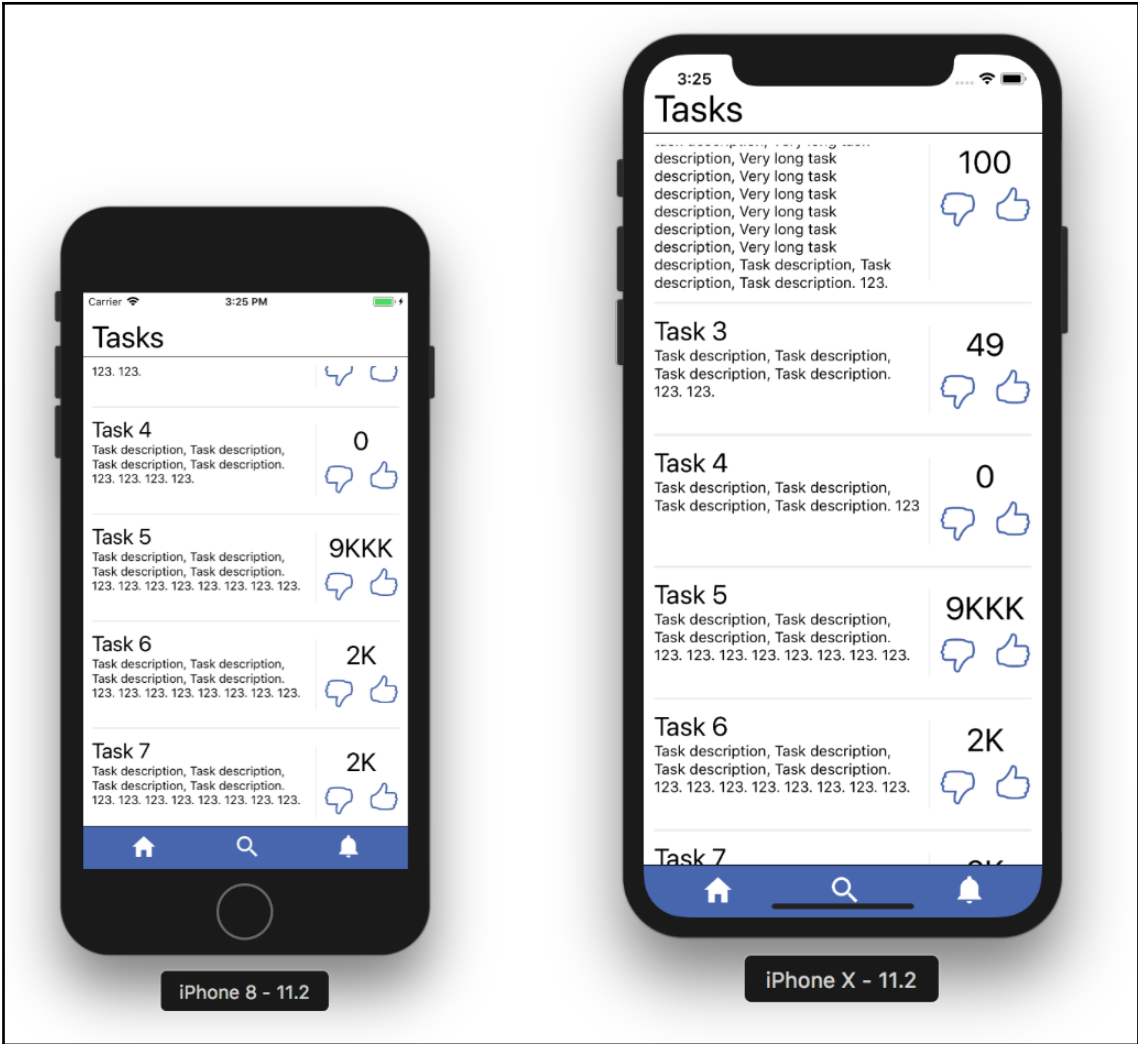 Carrier
3:25 PM
Tasks
123. 123.
Task 4
Task description, Task description,
Task description, Task description.
123. 123. 123. 123.
0
Task 5
Task description, Task description,
Task description, Task description.
123. 123. 123. 123. 123. 123. 123. 123.
9KKK
Task 6
Task description, Task description,
Task description, Task description.
123. 123. 123. 123. 123. 123. 123. 123.
2K
Task 7
Task description, Task description,
Task description, Task description.
123. 123. 123. 123. 123. 123. 123. 123.
2K
iPhone 8 - 11.2
3:25
Tasks
description, Very long task
description, Very long task
description, Very long task
description, Very long task
description, Very long task
description, Very long task
description, Task description, Task
description, Task description. 123.
100
Task 3
Task description, Task description,
Task description, Task description.
123. 123.
49
Task 4
Task description, Task description,
Task description, Task description. 123
0
Task 5
Task description, Task description,
Task description, Task description.
123. 123. 123. 123. 123. 123. 123. 123.
9KKK
Task 6
Task description, Task description,
Task description, Task description.
123. 123. 123. 123. 123. 123. 123. 123.
2K
Task 7
iPhone X - 11.2